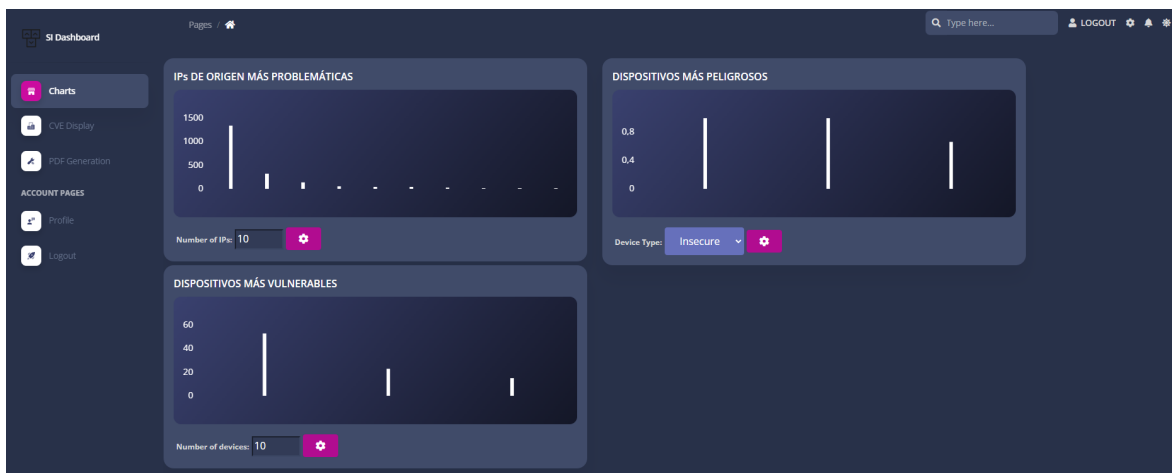 SI Dashboard
Pages / 
Type here...
LOGOUT
Charts
CVE Display
PDF Generation
ACCOUNT PAGES
Profile
Logout
IPs DE ORIGEN MÁS PROBLEMÁTICAS
1500
1000
500
0
Number of IPs: 10
DISPOSITIVOS MÁS PELIGROSOS
0,8
0,4
0
Device Type: Insecure
DISPOSITIVOS MÁS VULNERABLES
60
40
20
0
Number of devices: 10